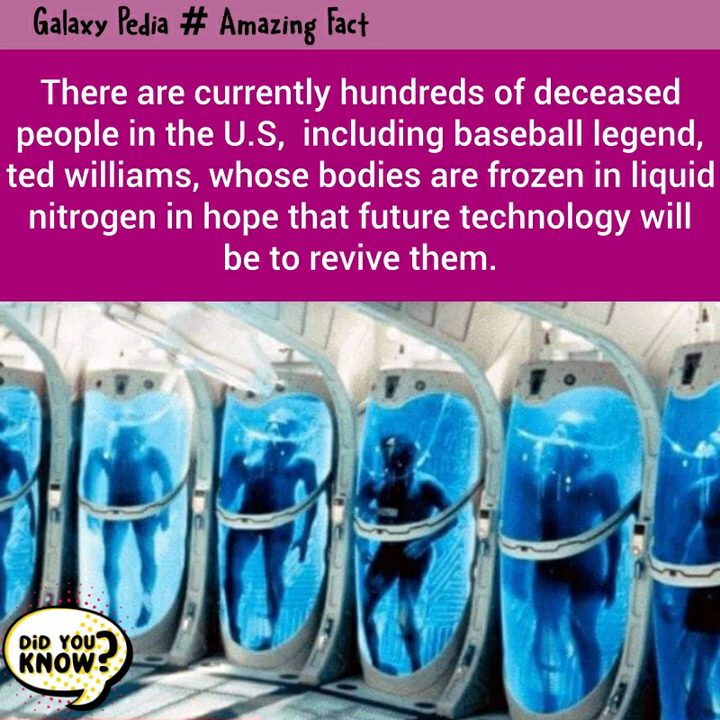 Galaxy Pedia # Amazing Fact
There are currently hundreds of deceased
people in the U.S,  including baseball legend,
ted williams, whose bodies are frozen in liquid
nitrogen in hope that future technology will
be to revive them.
DiD YOU
KNOW?